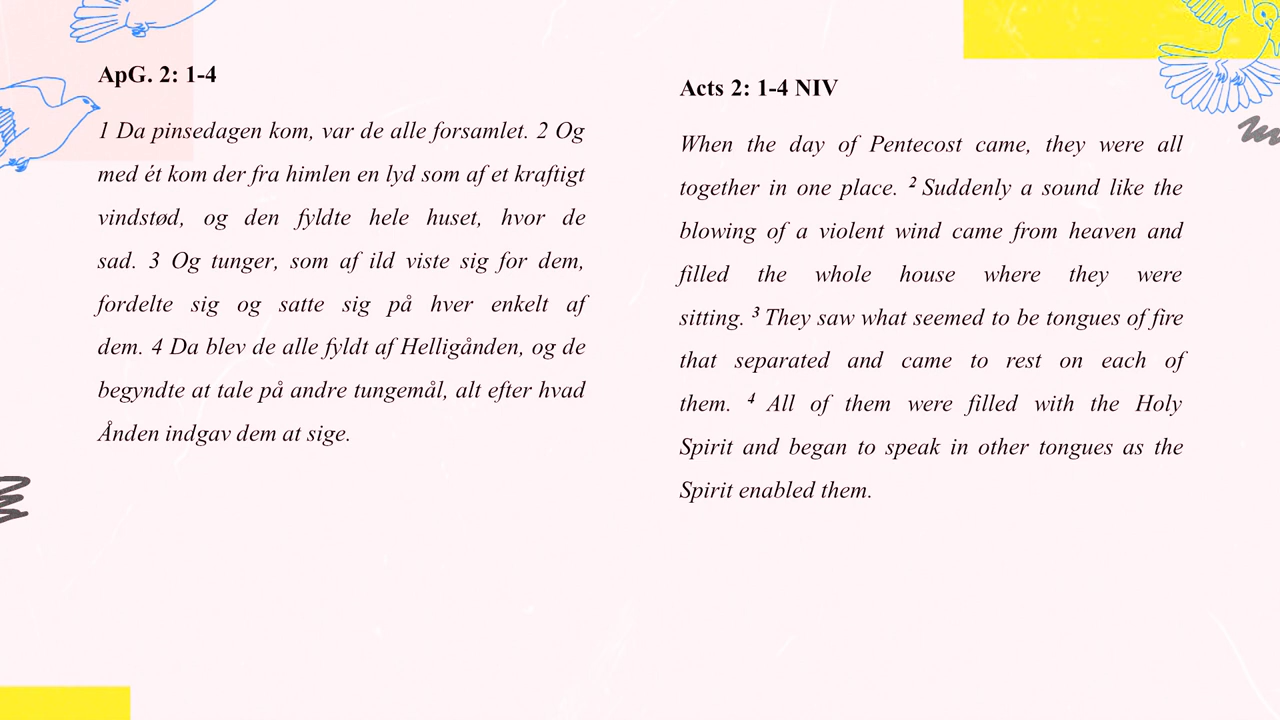 ApG. 2: 1-4
1 Da pinsedagen kom, var de alle forsamlet. 2 Og
med ét kom der fra himlen en lyd som af et kraftigt
vindstød, og den fyldte hele huset, hvor de
sad. 3 Og tunger, som af ild viste sig for dem,
fordelte sig og satte sig på hver enkelt af
dem. 4 Da blev de alle fyldt af Helligånden, og de
begyndte at tale på andre tungemål, alt efter hvad
Ånden indgav dem at sige.
Acts 2: 1-4 NIV
When the day of Pentecost came, they were all
together in one place. ² Suddenly a sound like the
blowing of a violent wind came from heaven and
filled the whole house where they were
sitting. ³ They saw what seemed to be tongues of fire
that separated and came to rest on each of
them. ⁴ All of them were filled with the Holy
Spirit and began to speak in other tongues as the
Spirit enabled them.